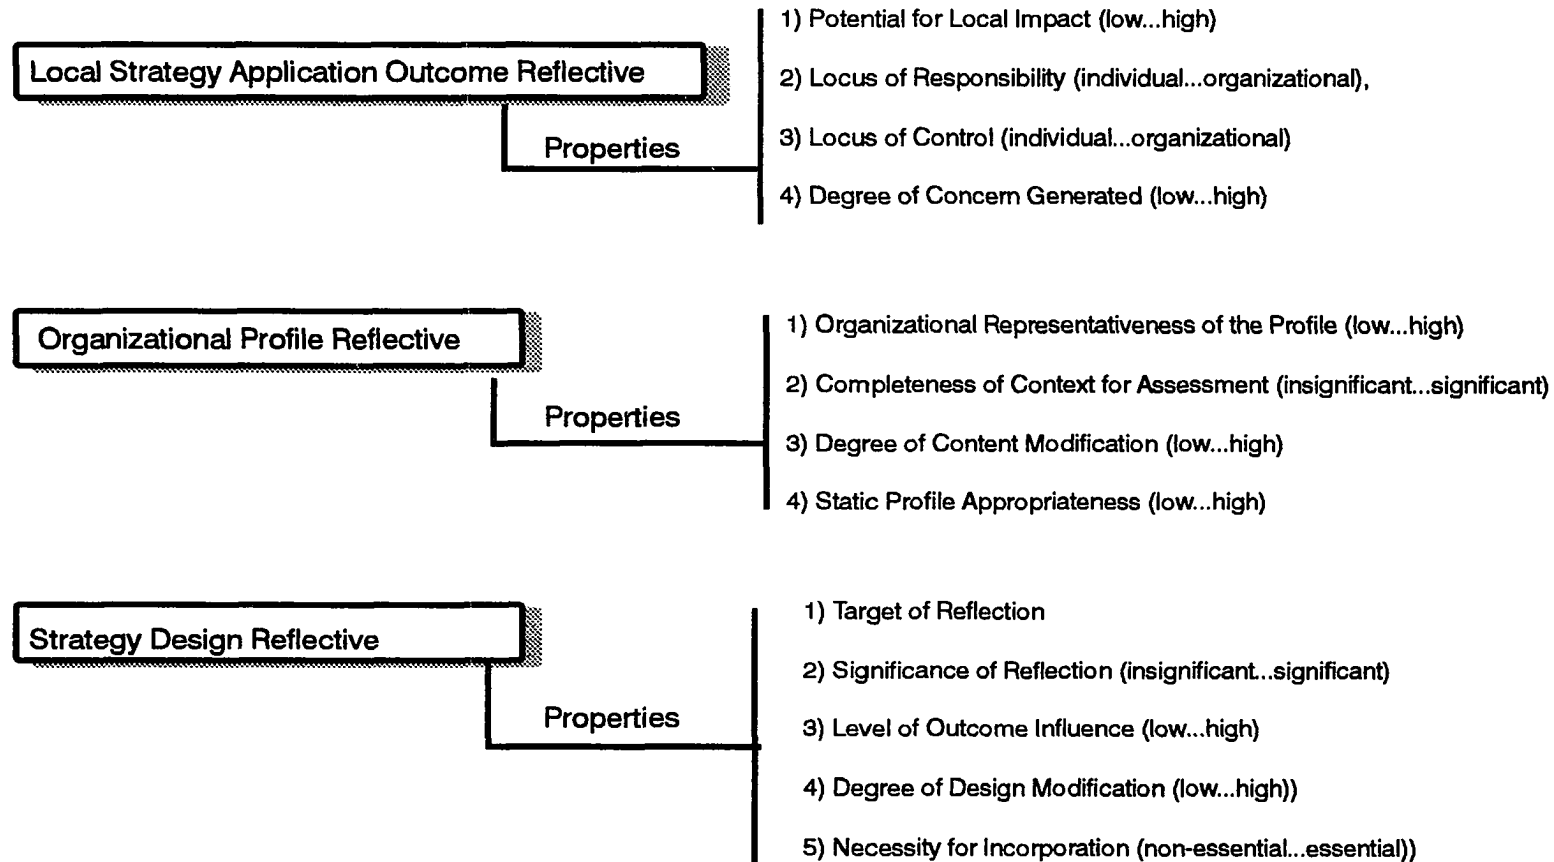 Local Strategy Application Outcome Reflective
Properties
1) Potential for Local Impact (low...high)
2) Locus of Responsibility (individual...organizational),
3) Locus of Control (individual...organizational)
4) Degree of Concern Generated (low...high)
Organizational Profile Reflective
Properties
1) Organizational Representativeness of the Profile (low...high)
2) Completeness of Context for Assessment (insignificant...significant)
3) Degree of Content Modification (low...high)
4) Static Profile Appropriateness (low...high)
Strategy Design Reflective
Properties
1) Target of Reflection
2) Significance of Reflection (insignificant...significant)
3) Level of Outcome Influence (low...high)
4) Degree of Design Modification (low...high))
5) Necessity for Incorporation (non-essential...essential))